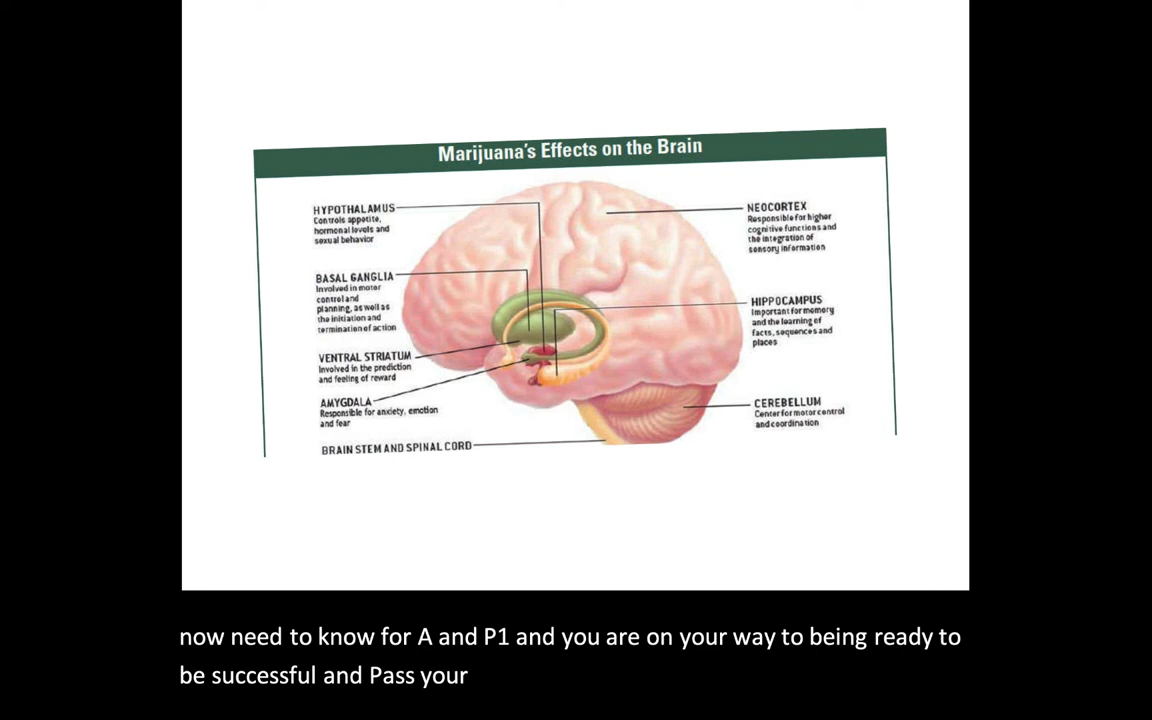 Marijuana's Effects on the Brain
HYPOTHALAMUS
Controls appetite,
hormonal levels and
sexual behavior
BASAL GANGLIA
Involved in motor
control and
planning, as well as
the initiation and
termination of action
VENTRAL STRIATUM
Involved in the prediction
and feeling of reward
AMYGDALA
Responsible for anxiety, emotion
and fear
BRAIN STEM AND SPINAL CORD
NEOCORTEX
Responsible for higher
cognitive functions and
the integration of
sensory information
HIPPOCAMPUS
Important for memory
and the learning of
facts, sequences and
places
CEREBELLUM
Center for motor control
and coordination
now need to know for A and P1 and you are on your way to being ready to
be successful and Pass your